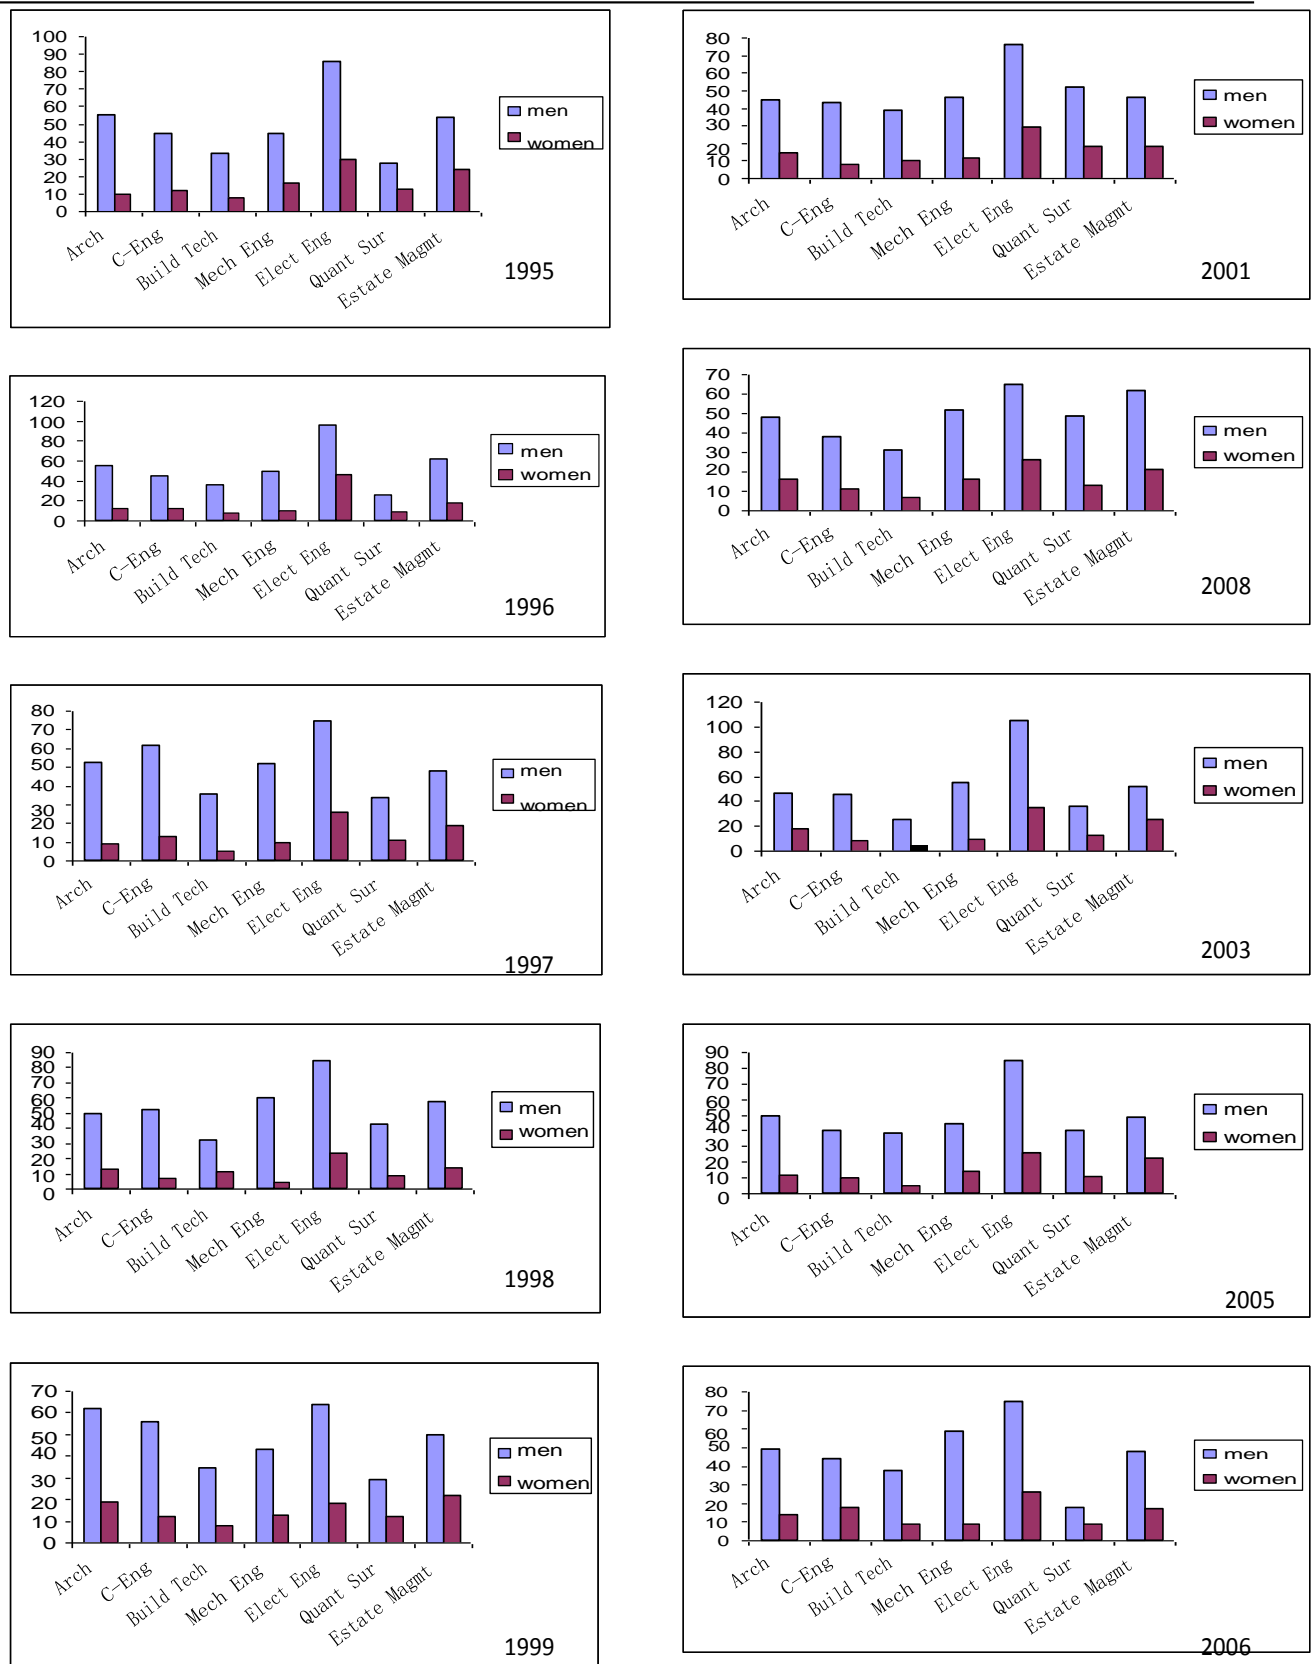 100
90
80
70
60
50
40
30
20
10
0
men
women
Arch
C-Eng
Build Tech
Mech Eng
Elect Eng
Quant Sur
Estate Magmt
1995
80
70
60
50
40
30
20
10
0
men
women
Arch
C-Eng
Build Tech
Mech Eng
Elect Eng
Quant Sur
Estate Magmt
2001
120
100
80
60
40
20
0
men
women
Arch
C-Eng
Build Tech
Mech Eng
Elect Eng
Quant Sur
Estate Magmt
1996
70
60
50
40
30
20
10
0
men
women
Arch
C-Eng
Build Tech
Mech Eng
Elect Eng
Quant Sur
Estate Magmt
2008
80
70
60
50
40
30
20
10
0
men
women
Arch
C-Eng
Build Tech
Mech Eng
Elect Eng
Quant Sur
Estate Magmt
1997
120
100
80
60
40
20
0
men
women
Arch
C-Eng
Build Tech
Mech Eng
Elect Eng
Quant Sur
Estate Magmt
2003
90
80
70
60
50
40
30
20
10
0
men
women
Arch
C-Eng
Build Tech
Mech Eng
Elect Eng
Quant Sur
Estate Magmt
1998
90
80
70
60
50
40
30
20
10
0
men
women
Arch
C-Eng
Build Tech
Mech Eng
Elect Eng
Quant Sur
Estate Magmt
2005
70
60
50
40
30
20
10
0
men
women
Arch
C-Eng
Build Tech
Mech Eng
Elect Eng
Quant Sur
Estate Magmt
1999
80
70
60
50
40
30
20
10
0
men
women
Arch
C-Eng
Build Tech
Mech Eng
Elect Eng
Quant Sur
Estate Magmt
2006